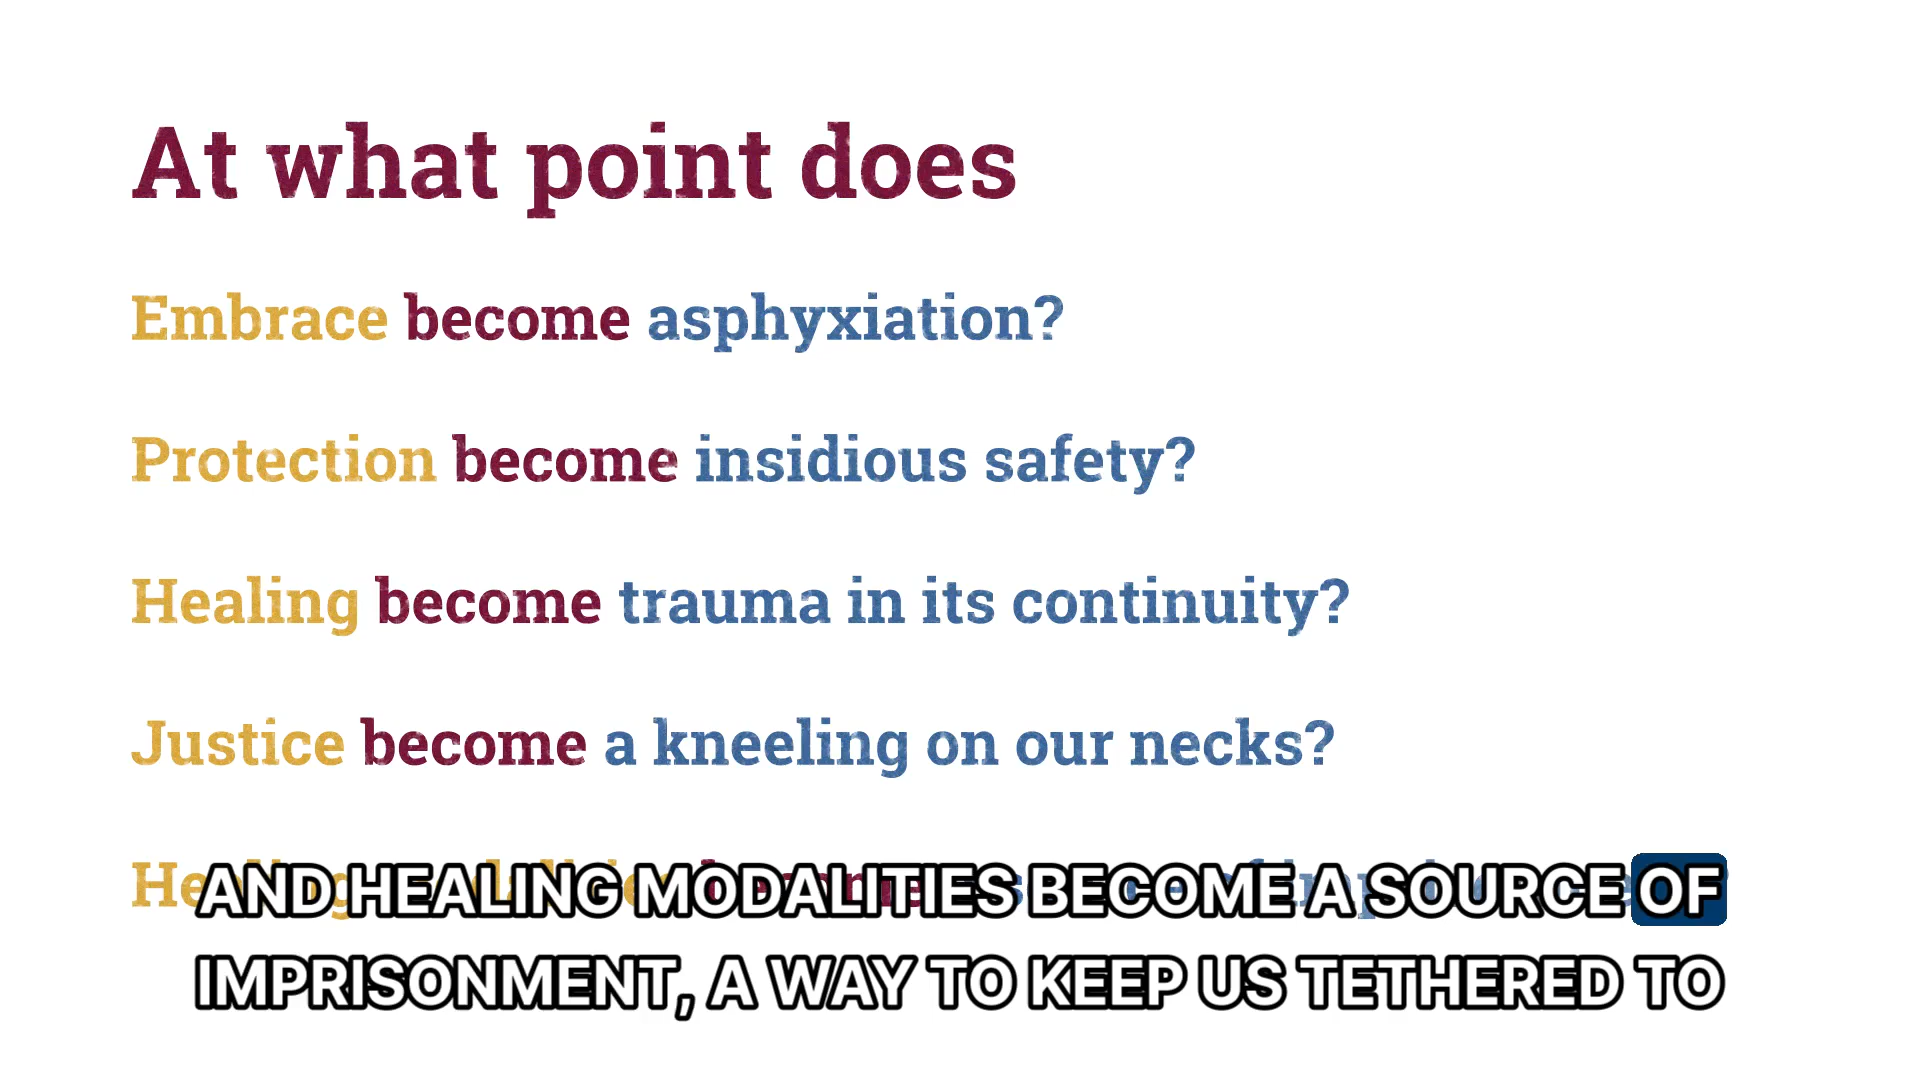 At what point does
Embrace become asphyxiation?
Protection become insidious safety?
Healing become trauma in its continuity?
Justice become a kneeling on our necks?
AND HEALING MODALITIES BECOME A SOURCE OF
IMPRISONMENT, A WAY TO KEEP US TETHERED TO